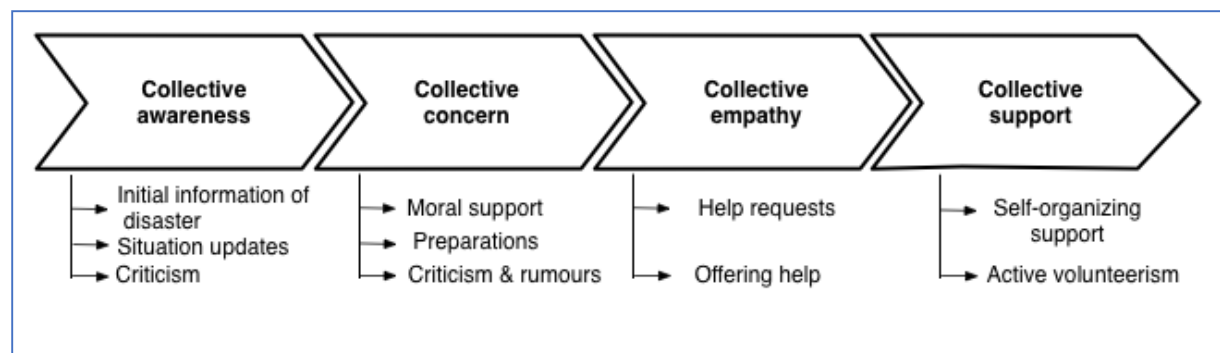 Collective
awareness
Collective
concern
Collective
empathy
Collective
support
Initial information of
disaster
Situation updates
Criticism
Moral support
Preparations
Criticism & rumours
Help requests
Offering help
Self-organizing
support
Active volunteerism